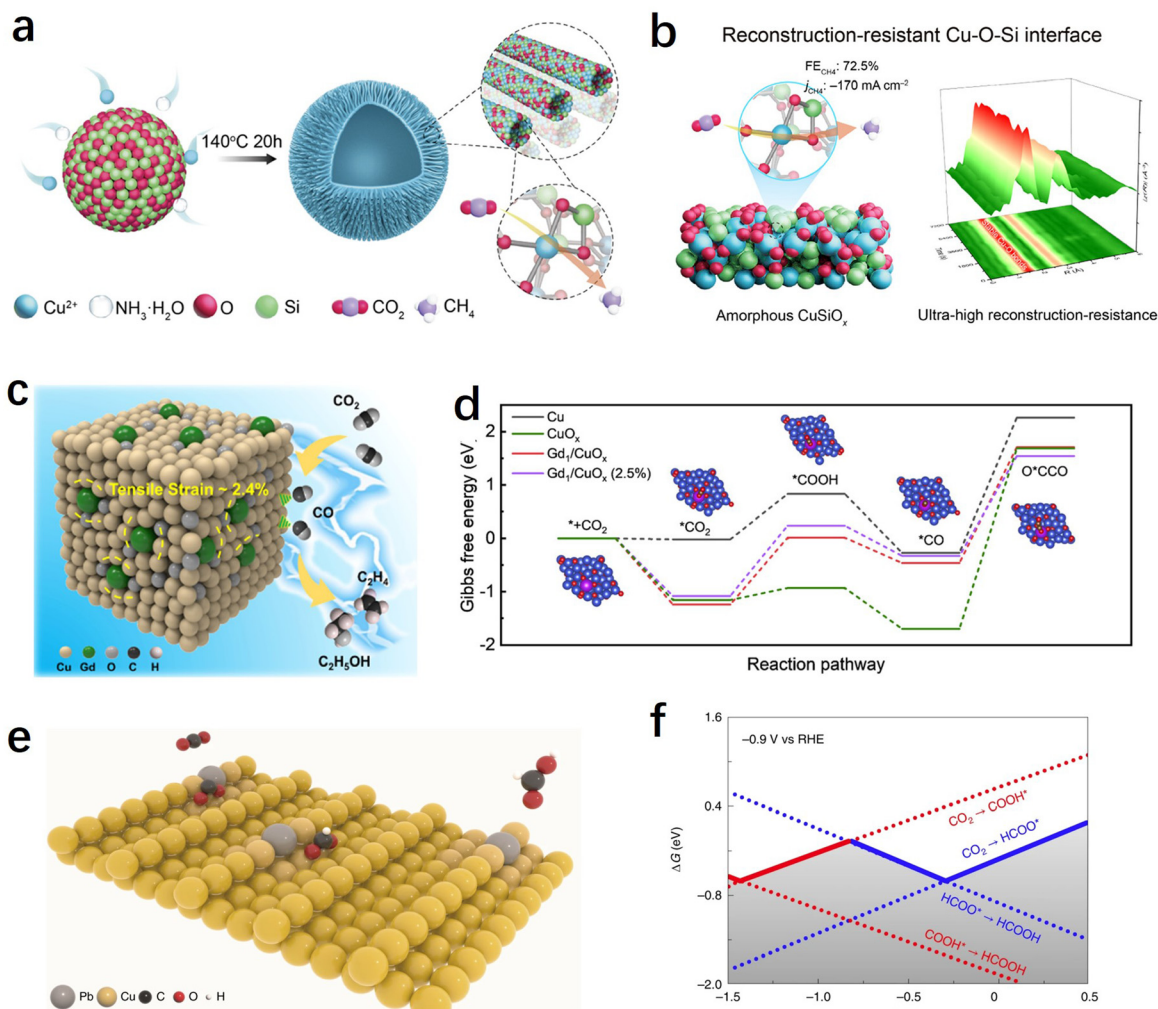 a
140°C 20h
Cu²⁺
NH₃·H₂O
O
Si
CO₂
CH₄
b
Reconstruction-resistant Cu-O-Si interface
FE_CH4: 72.5%
j_CH4: –170 mA cm⁻²
CO₂
CH₄
Amorphous CuSiOₓ
R (Å)
Ultra-high reconstruction-resistance
c
CO₂
Tensile Strain ~ 2.4%
CO
C₂H₄
C₂H₅OH
Cu Gd O C H
d
Cu
CuOₓ
Gd₁/CuOₓ
Gd₁/CuOₓ (2.5%)
*+CO₂
*CO₂
*COOH
*CO
O*CCO
Gibbs free energy (eV)
2
1
0
-1
-2
Reaction pathway
e
Pb Cu C O H
f
–0.9 V vs RHE
CO₂ → COOH*
CO₂ → HCOO*
HCOO* → HCOOH
COOH* → HCOOH
ΔG (eV)
1.6
0.4
–0.8
–2.0
–1.5 –1.0 –0.5 0 0.5